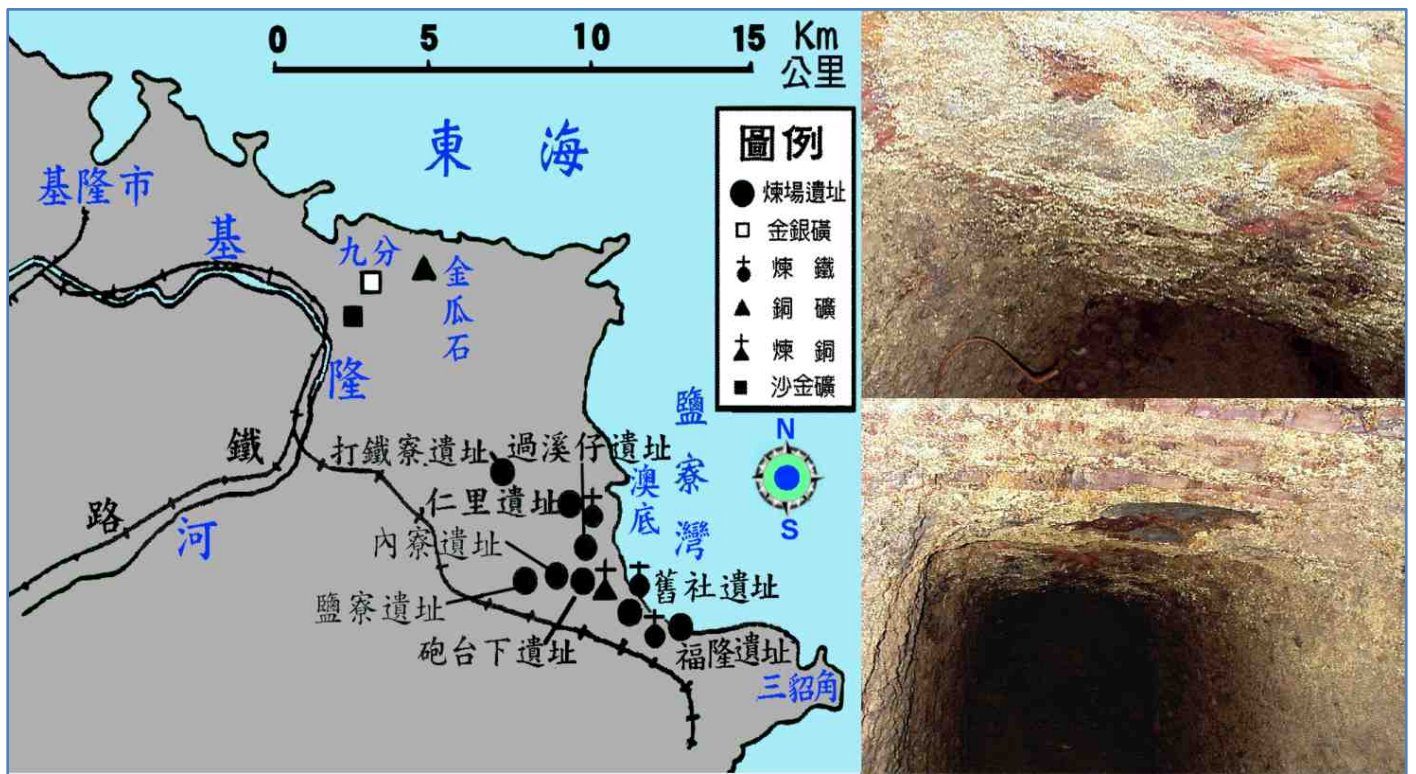 0 5 10 15 Km
公里
東海
圖例
煉場遺址
金銀礦
煉鐵
銅礦
煉銅
沙金礦
基隆市
基
隆
河
九分
金瓜石
鹽寮灣
澳底
N
S
鐵
路
打鐵寮遺址
過溪仔遺址
仁里遺址
內寮遺址
鹽寮遺址
砲台下遺址
舊社遺址
福隆遺址
三貂角